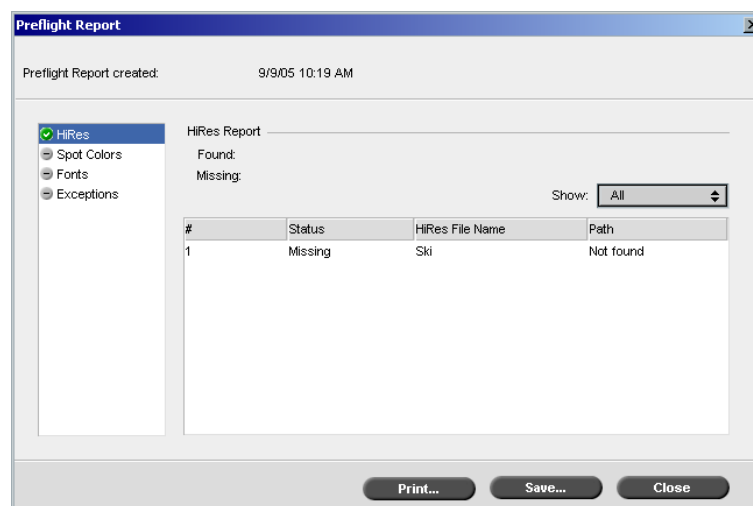 Preflight Report
Preflight Report created: 9/9/05 10:19 AM
HiRes
Spot Colors
Fonts
Exceptions
HiRes Report
Found:
Missing:
Show: All
# Status HiRes File Name Path
1 Missing Ski Not found
Print... Save... Close